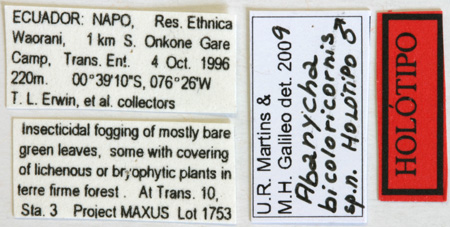 ECUADOR: NAPO, Res. Ethnica
Waorani, 1 km S. Onkone Gare
Camp, Trans. Ent. 4 Oct. 1996
220m. 00°39'10"S, 076°26'W
T. L. Erwin, et al. collectors
Insecticidal fogging of mostly bare
green leaves, some with covering
of lichenous or bryophytic plants in
terre firme forest. At Trans. 10,
Sta. 3 Project MAXUS Lot 1753
U.R. Martins &
M.H. Galileo det. 2009
Abanycha
bicoloricornis
sp.n. HOLÓTIPO ♂
HOLÓTIPO